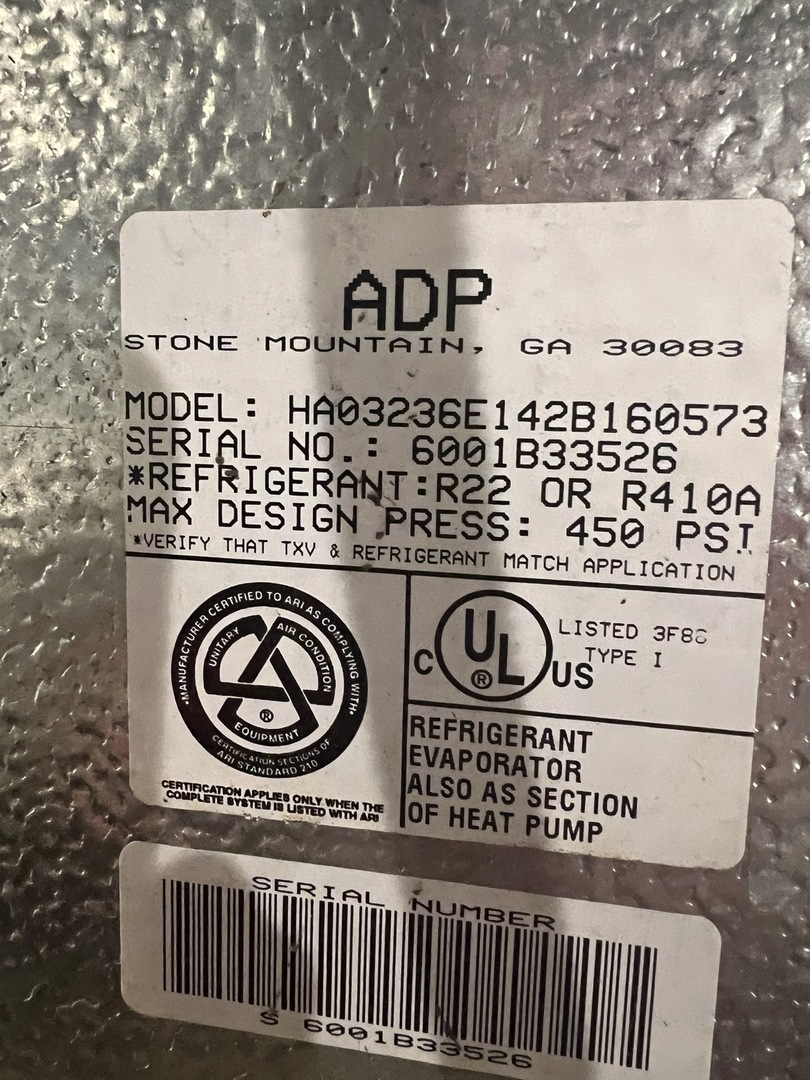 ADP
STONE MOUNTAIN, GA 30083
MODEL: HA03236E142B160573
SERIAL NO.: 6001B33526
*REFRIGERANT:R22 OR R410A
MAX DESIGN PRESS: 450 PSI
*VERIFY THAT TXV & REFRIGERANT MATCH APPLICATION
•MANUFACTURER CERTIFIED TO ARI AS COMPLYING WITH•
UNITARY
AIR CONDITION
®
EQUIPMENT
CERTIFICATION SECTIONS OF
ARI STANDARD 210
CERTIFICATION APPLIES ONLY WHEN THE
COMPLETE SYSTEM IS LISTED WITH ARI
C UL ® US
LISTED
TYPE I
REFRIGERANT
EVAPORATOR
ALSO AS SECTION
OF HEAT PUMP
SERIAL NUMBER
S 6001B33526